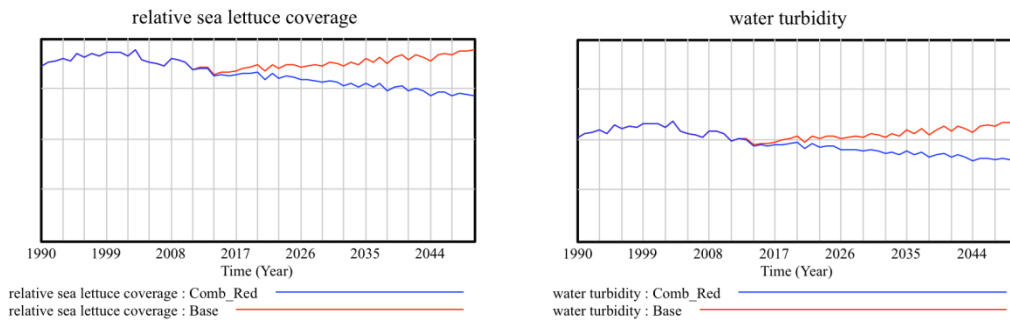 relative sea lettuce coverage
1990 1999 2008 2017 2026 2035 2044
Time (Year)
relative sea lettuce coverage : Comb_Red
relative sea lettuce coverage : Base
water turbidity
1990 1999 2008 2017 2026 2035 2044
Time (Year)
water turbidity : Comb_Red
water turbidity : Base